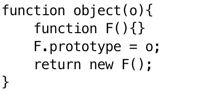 function object(o){
    function F(){}
    F.prototype = o;
    return new F();
}